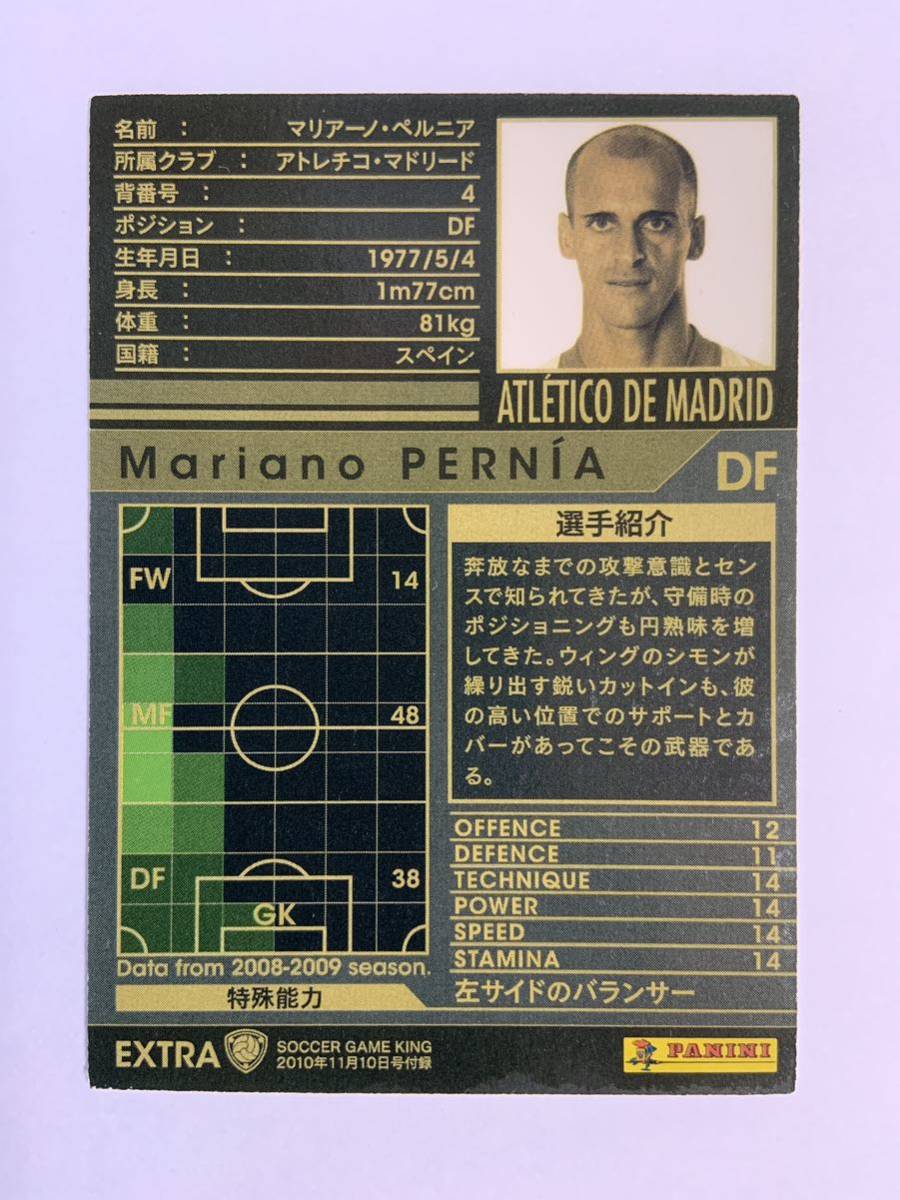 名前 : マリアーノ・ペルニア
所属クラブ : アトレチコ・マドリード
背番号 : 4
ポジション : DF
生年月日 : 1977/5/4
身長 : 1m77cm
体重 : 81kg
国籍 : スペイン
ATLÉTICO DE MADRID
Mariano PERNÍA
DF
FW 14
MF 48
DF 38
GK
Data from 2008-2009 season.
選手紹介
奔放なまでの攻撃意識とセン
スで知られてきたが、守備時の
ポジショニングも円熟味を増
してきた。ウィングのシモンが
繰り出す鋭いカットインも、彼
の高い位置でのサポートとカ
バーがあってこその武器であ
る。
OFFENCE 12
DEFENCE 11
TECHNIQUE 14
POWER 14
SPEED 14
STAMINA 14
特殊能力
左サイドのバランサー
EXTRA
SOCCER GAME KING
2010年11月10日号付録
PANINI